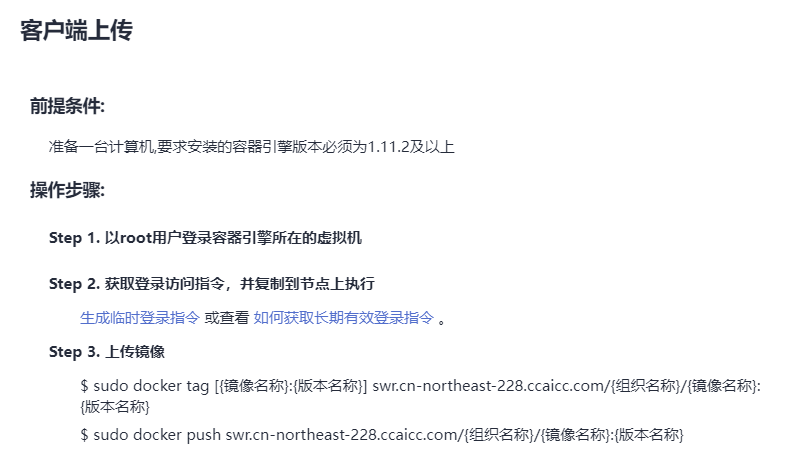 客户端上传
前提条件:
准备一台计算机,要求安装的容器引擎版本必须为1.11.2及以上
操作步骤:
Step 1. 以root用户登录容器引擎所在的虚拟机
Step 2. 获取登录访问指令，并复制到节点上执行
生成临时登录指令 或查看 如何获取长期有效登录指令 。
Step 3. 上传镜像
$ sudo docker tag [{镜像名称}:{版本名称}] swr.cn-northeast-228.ccaicc.com/{组织名称}/{镜像名称}:
{版本名称}
$ sudo docker push swr.cn-northeast-228.ccaicc.com/{组织名称}/{镜像名称}:{版本名称}